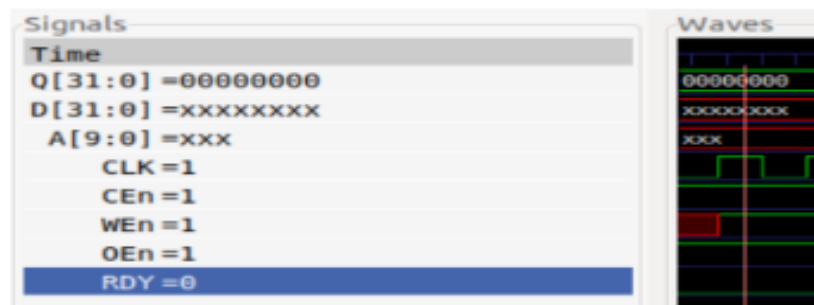 Signals
Waves
Time
Q[31:0] =00000000
00000000
D[31:0] =xxxxxxxx
xxxxxxxx
A[9:0] =xxx
xxx
CLK =1
CEn =1
WEn =1
OEn =1
RDY =0